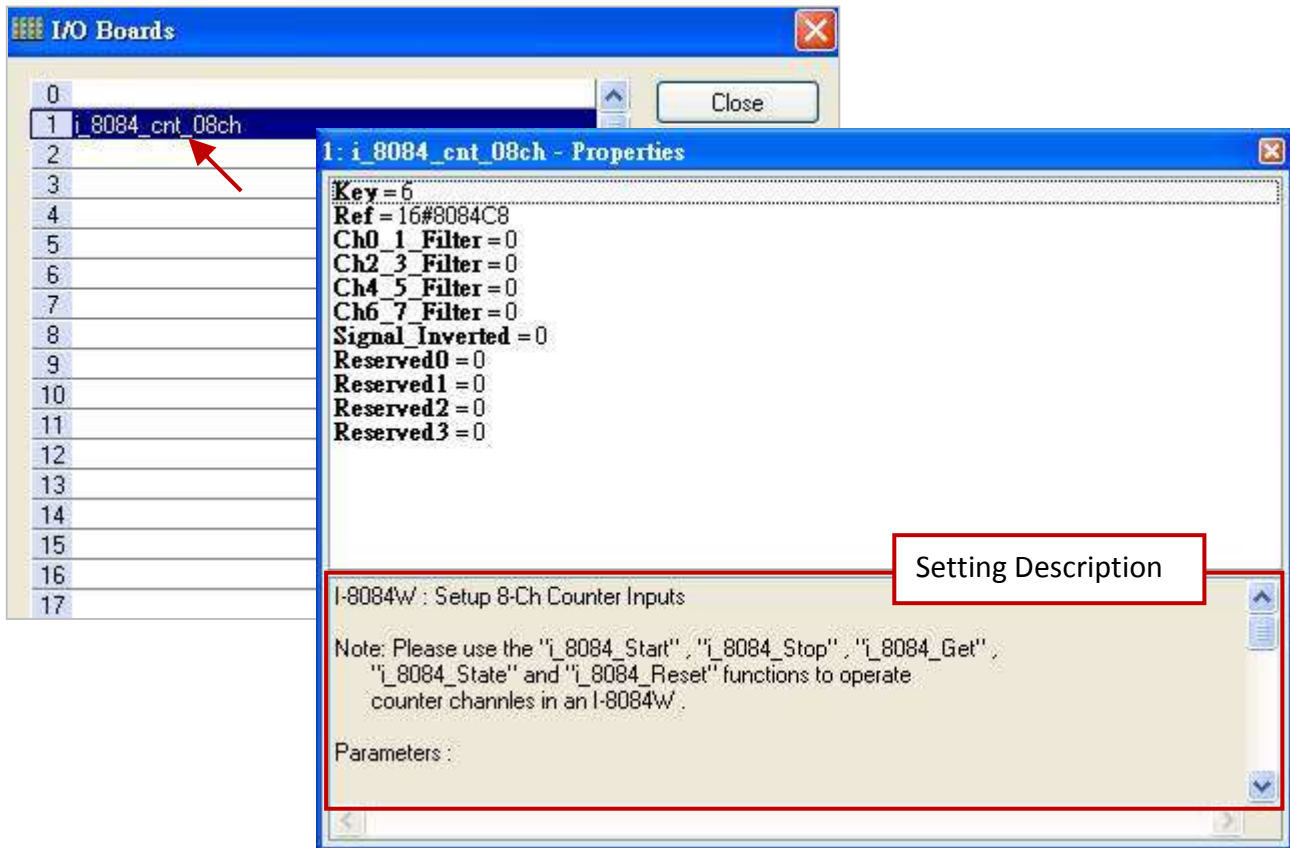 I/O Boards
Close
0
1 i_8084_cnt_08ch
2
3
4
5
6
7
8
9
10
11
12
13
14
15
16
17
1: i_8084_cnt_08ch - Properties
Key = 6
Ref = 16#8084C8
Ch0_1_Filter = 0
Ch2_3_Filter = 0
Ch4_5_Filter = 0
Ch6_7_Filter = 0
Signal_Inverted = 0
Reserved0 = 0
Reserved1 = 0
Reserved2 = 0
Reserved3 = 0
Setting Description
I-8084W : Setup 8-Ch Counter Inputs
Note: Please use the "i_8084_Start" , "i_8084_Stop" , "i_8084_Get" ,
"i_8084_State" and "i_8084_Reset" functions to operate
counter channles in an I-8084W .
Parameters :